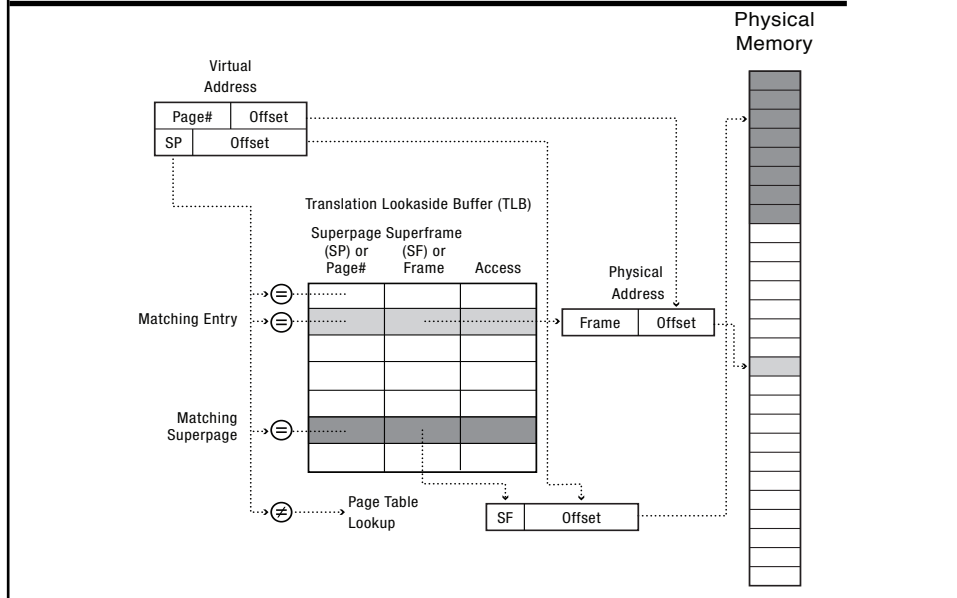 Physical
Memory
Virtual
Address
Page# Offset
SP Offset
Translation Lookaside Buffer (TLB)
Superpage Superframe
(SP) or (SF) or
Page# Frame Access
Physical
Address
Matching Entry
Frame Offset
Matching
Superpage
Page Table
Lookup
SF Offset
= 
=
=
≠